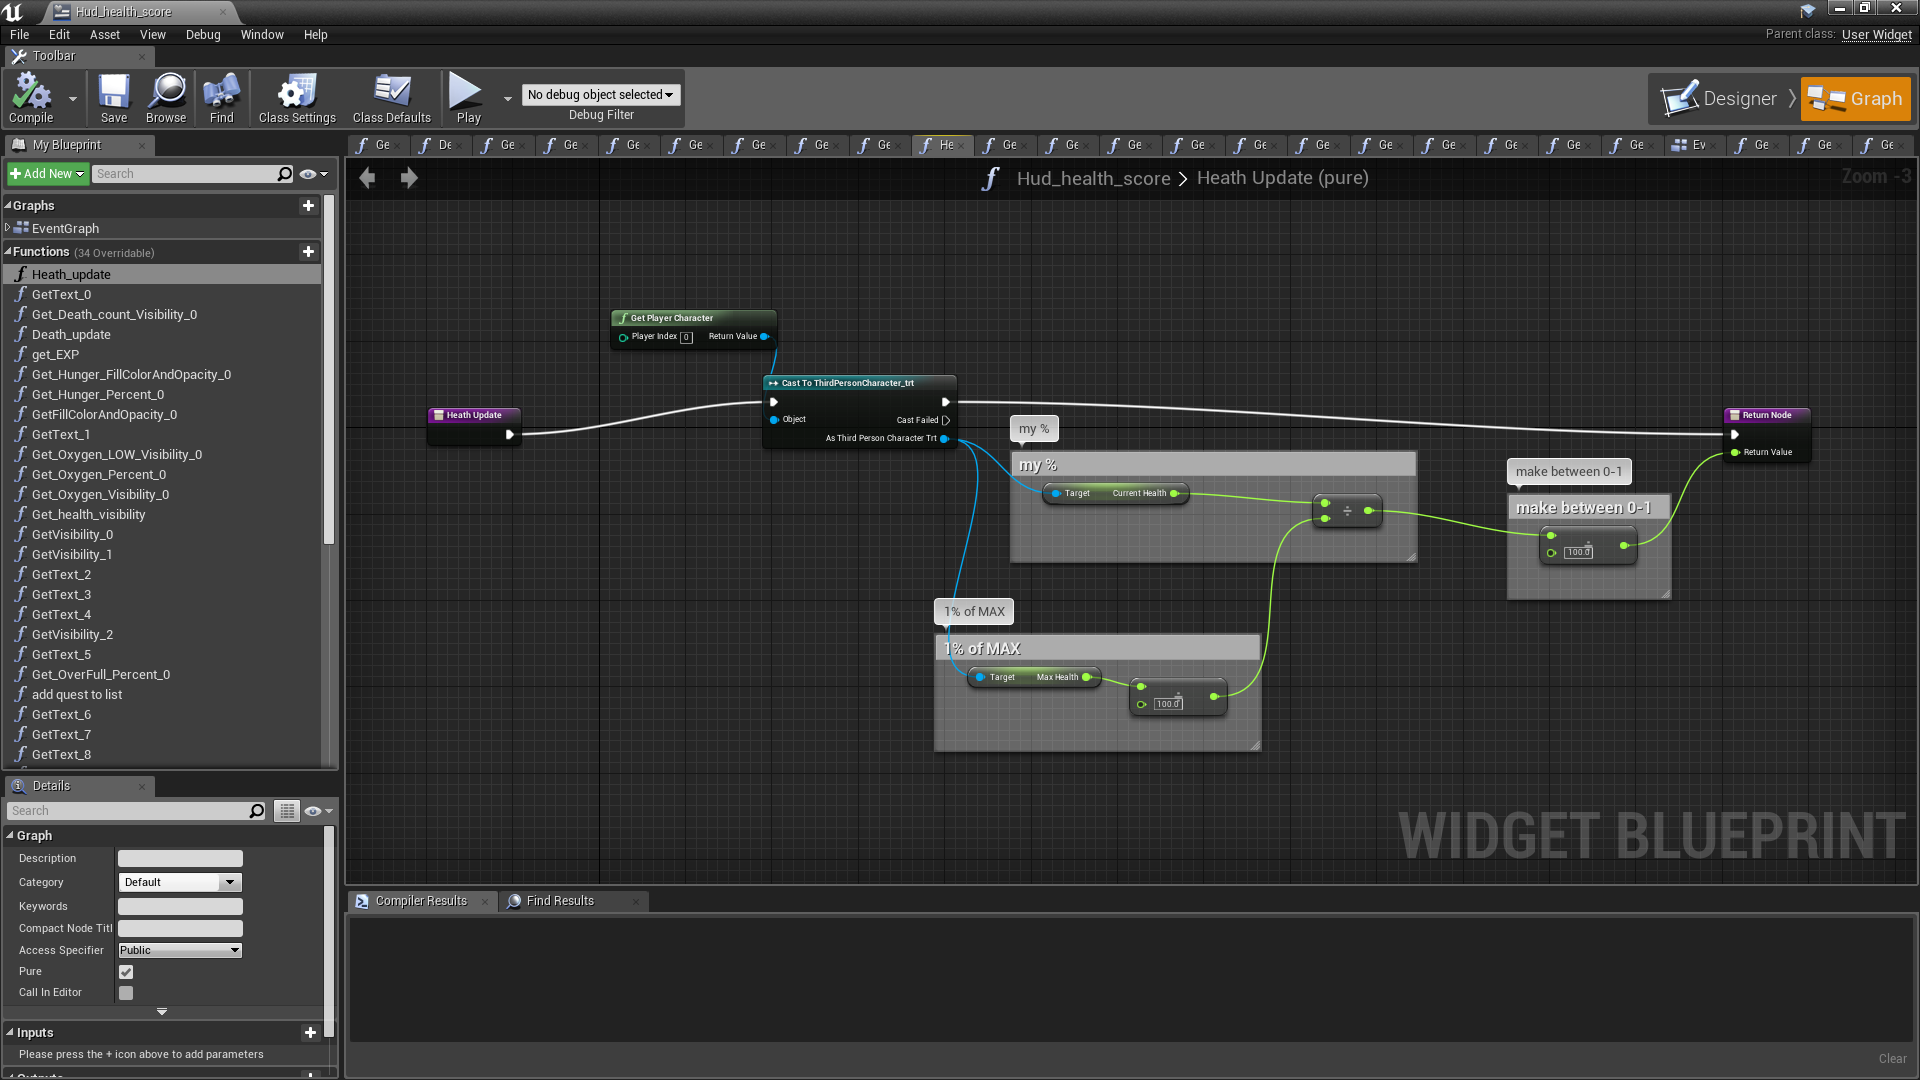 Hud_health_score
File Edit Asset View Debug Window Help
Parent class: User Widget
Toolbar
Compile Save Browse Find Class Settings Class Defaults Play
No debug object selected
Debug Filter
Designer Graph
My Blueprint
Ge De Ge Ge Ge Ge Ge Ge Ge He Ge Ge Ge Ge Ge Ge Ge Ge Ge Ge Ge Ev Ge Ge Ge
Add New Search
Hud_health_score > Heath Update (pure)
Zoom -3
Graphs
EventGraph
Functions (34 Overridable)
Heath_update
GetText_0
Get_Death_count_Visibility_0
Death_update
get_EXP
Get_Hunger_FillColorAndOpacity_0
Get_Hunger_Percent_0
GetFillColorAndOpacity_0
GetText_1
Get_Oxygen_LOW_Visibility_0
Get_Oxygen_Percent_0
Get_Oxygen_Visibility_0
Get_health_visibility
GetVisibility_0
GetVisibility_1
GetText_2
GetText_3
GetText_4
GetVisibility_2
GetText_5
Get_OverFull_Percent_0
add quest to list
GetText_6
GetText_7
GetText_8
Get Player Character
Player Index 0 Return Value
Cast To ThirdPersonCharacter_trt
Object
Cast Failed
As Third Person Character Trt
Heath Update
my %
my %
Target Current Health
÷
1% of MAX
1% of MAX
Target Max Health
÷
100.0
make between 0-1
make between 0-1
÷
100.0
Return Node
Return Value
WIDGET BLUEPRINT
Details
Search
Graph
Description
Category Default
Keywords
Compact Node Titl
Access Specifier Public
Pure
Call In Editor
Inputs
Please press the + icon above to add parameters
Outputs
Compiler Results
Find Results
Clear